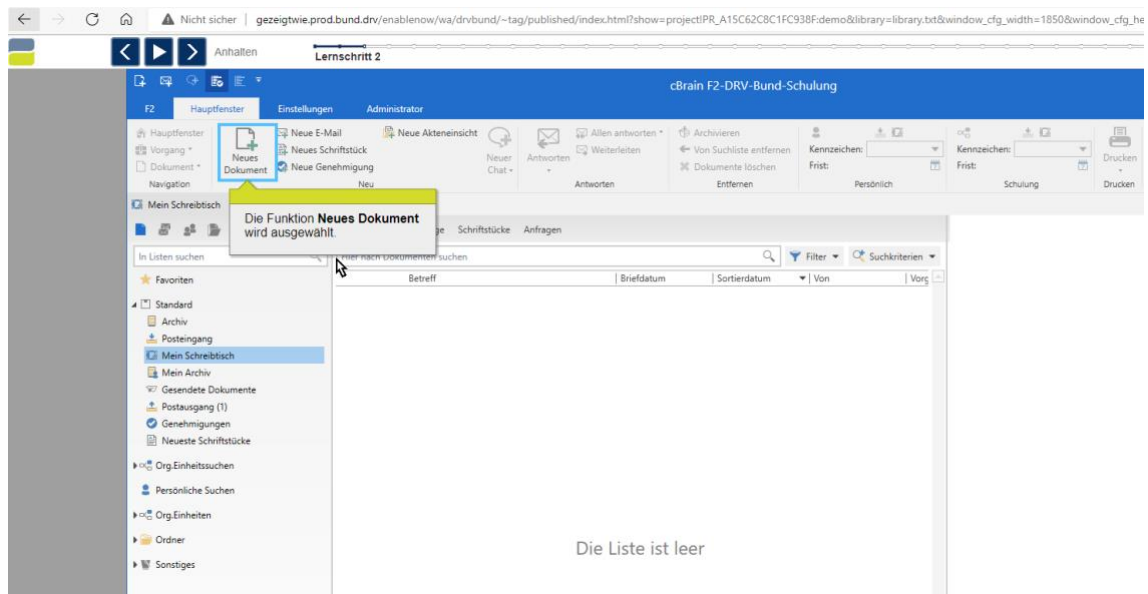 Nicht sicher | gezeigtwie.prod.bund.drv/enablenow/wa/drvbund/~tag/published/index.html?show=project!PR_A15C62C8C1FC938F:demo&library=library.txt&window_cfg_width=1850&window_cfg_he
Anhalten
Lernschritt 2
cBrain F2-DRV-Bund-Schulung
F2 Hauptfenster Einstellungen Administrator
Hauptfenster
Vorgang
Dokument
Navigation
Neues
Dokument
Neue E-Mail
Neues Schriftstück
Neue Genehmigung
Neue Akteneinsicht
Neuer
Chat
Neu
Antworten
Allen antworten
Weiterleiten
Antworten
Archivieren
Von Suchliste entfernen
Dokumente löschen
Entfernen
Kennzeichen:
Frist:
Persönlich
Kennzeichen:
Frist:
Schulung
Drucken
Drucken
Mein Schreibtisch
Die Funktion Neues Dokument
wird ausgewählt.
Schriftstücke Anfragen
In Listen suchen
Hier nach Dokumenten suchen
Filter Suchkriterien
Betreff Briefdatum Sortierdatum Von Vorg
Favoriten
Standard
Archiv
Posteingang
Mein Schreibtisch
Mein Archiv
Gesendete Dokumente
Postausgang (1)
Genehmigungen
Neueste Schriftstücke
Org.Einheitssuchen
Persönliche Suchen
Org.Einheiten
Ordner
Sonstiges
Die Liste ist leer